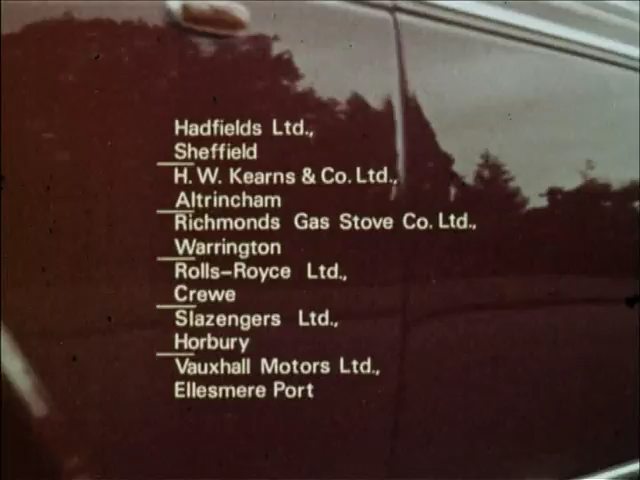 Hadfields Ltd.,
Sheffield
H. W. Kearns & Co. Ltd.,
Altrincham
Richmonds Gas Stove Co. Ltd.,
Warrington
Rolls-Royce Ltd.,
Crewe
Slazengers Ltd.,
Horbury
Vauxhall Motors Ltd.,
Ellesmere Port